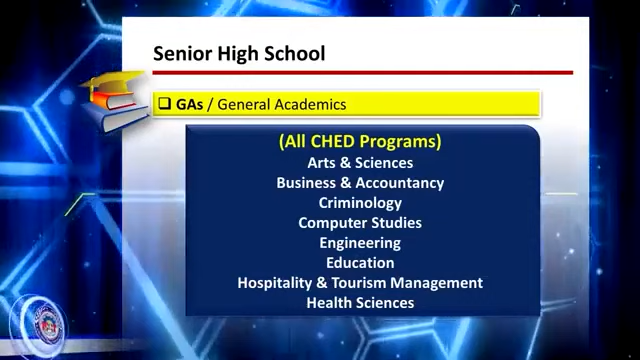 Senior High School
❑ GAs / General Academics
(All CHED Programs)
Arts & Sciences
Business & Accountancy
Criminology
Computer Studies
Engineering
Education
Hospitality & Tourism Management
Health Sciences